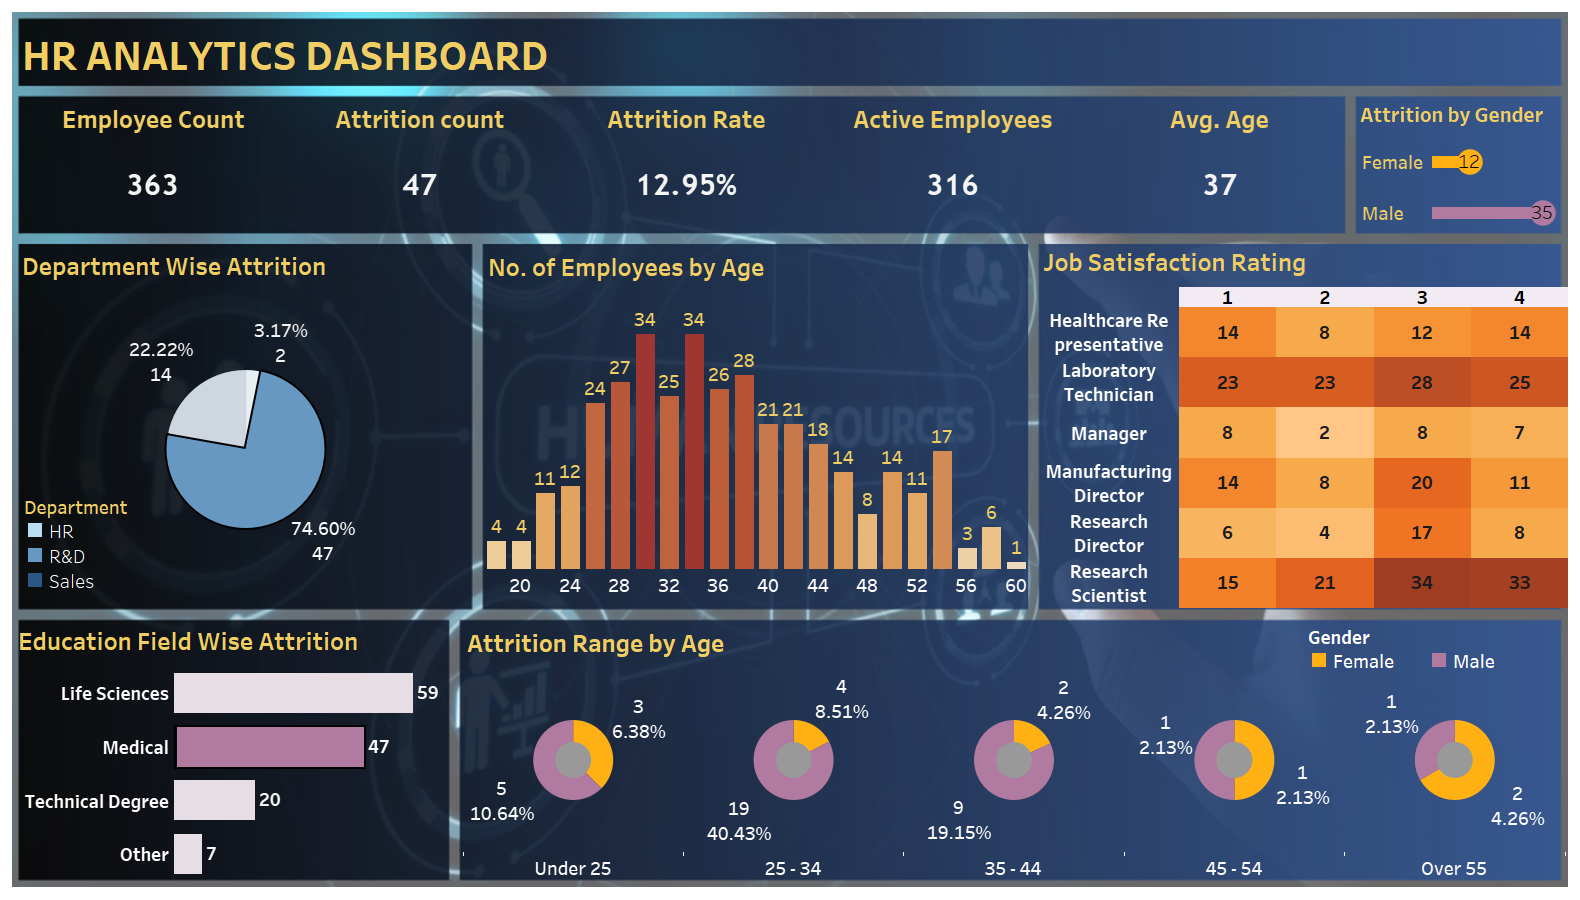 HR ANALYTICS DASHBOARD
Employee Count
Attrition count
Attrition Rate
Active Employees
Avg. Age
363
47
12.95%
316
37
Attrition by Gender
Female 12
Male 35
Department Wise Attrition
3.17%
2
22.22%
14
74.60%
47
Department
HR
R&D
Sales
No. of Employees by Age
4 4 11 12 24 27 34 25 34 26 28 21 21 18 14 8 14 11 17 3 6 1
20 24 28 32 36 40 44 48 52 56 60
Job Satisfaction Rating
1 2 3 4
Healthcare Re
presentative
14 8 12 14
Laboratory
Technician
23 23 28 25
Manager
8 2 8 7
Manufacturing
Director
14 8 20 11
Research
Director
6 4 17 8
Research
Scientist
15 21 34 33
Education Field Wise Attrition
Life Sciences 59
Medical 47
Technical Degree 20
Other 7
Attrition Range by Age
Gender
Female
Male
3
6.38%
5
10.64%
4
8.51%
19
40.43%
2
4.26%
9
19.15%
1
2.13%
1
2.13%
1
2.13%
2
4.26%
Under 25
25 - 34
35 - 44
45 - 54
Over 55